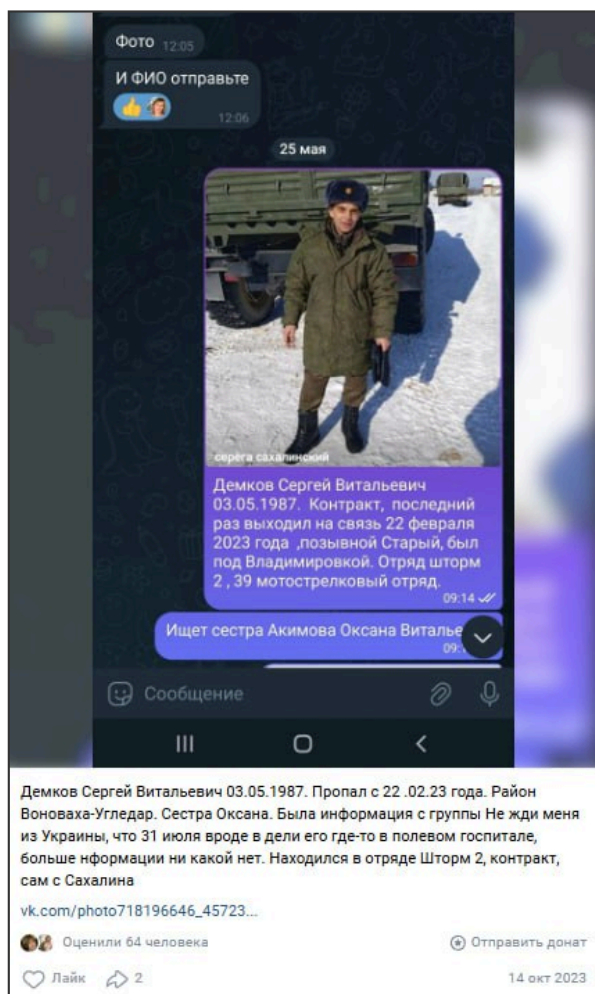 Фото 12:05
И ФИО отправьте
12:06
25 мая
серега сахалинский
Демков Сергей Витальевич
03.05.1987. Контракт, последний
раз выходил на связь 22 февраля
2023 года ,позывной Старый, был
под Владимировкой. Отряд шторм
2 , 39 мотострелковый отряд.
09:14
Ищет сестра Акимова Оксана Виталье
Сообщение
Демков Сергей Витальевич 03.05.1987. Пропал с 22 .02.23 года. Район
Воноваха-Угледар. Сестра Оксана. Была информация с группы Не жди меня
из Украины, что 31 июля вроде в дели его где-то в полевом госпитале,
больше нформации ни какой нет. Находился в отряде Шторм 2, контракт,
сам с Сахалина
vk.com/photo718196646_45723...
Оценили 64 человека Отправить донат
Лайк 2 14 окт 2023